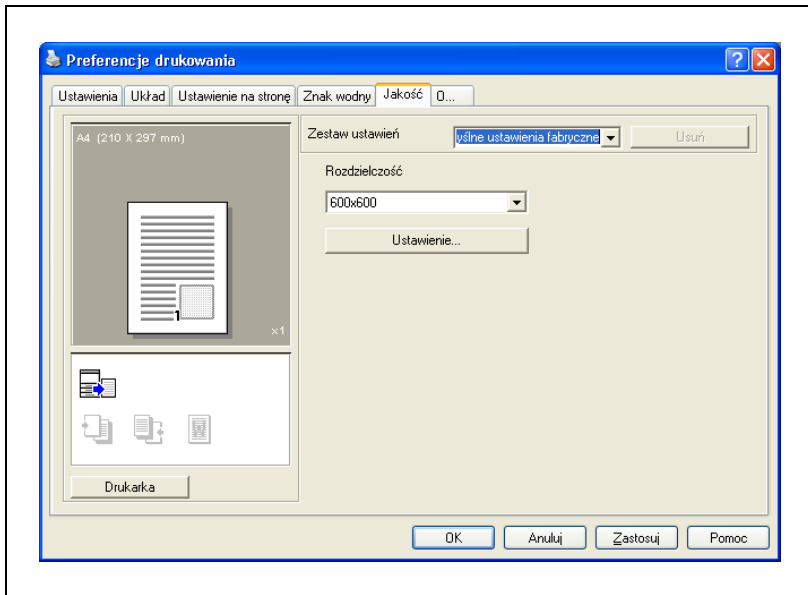 Preferencje drukowania
Ustawienia Układ Ustawienie na stronę Znak wodny Jakość O...
A4 (210 X 297 mm)
x1
1
Zestaw ustawień
ustawienia fabryczne
Usuń
Rozdzielczość
600x600
Ustawienie...
Drukarka
OK Anuluj Zastosuj Pomoc